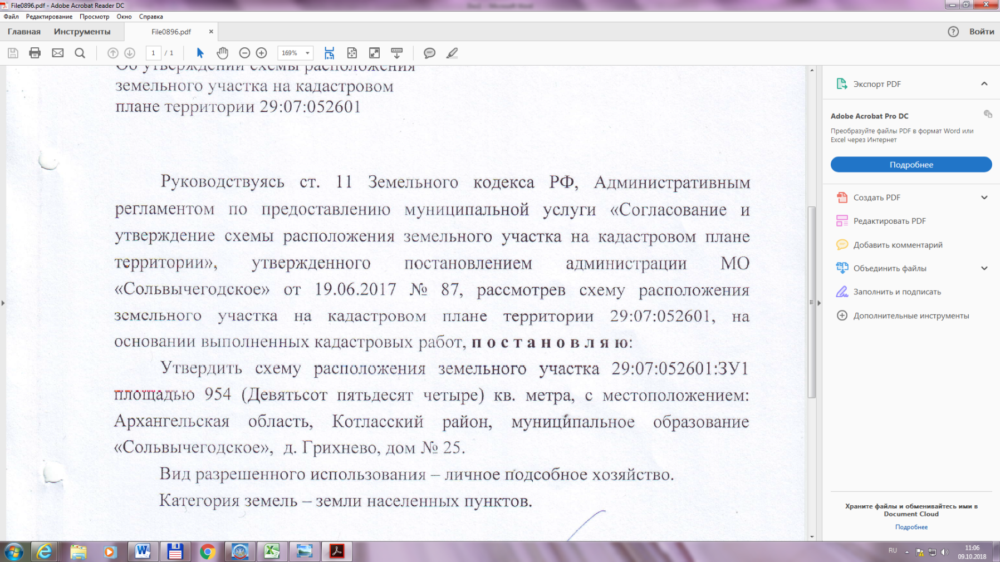 File0896.pdf - Adobe Acrobat Reader DC
Файл Редактирование Просмотр Окно Справка
Главная Инструменты File0896.pdf × Войти
1 / 1 169%
Об утверждении схемы расположения
земельного участка на кадастровом
плане территории 29:07:052601
Руководствуясь ст. 11 Земельного кодекса РФ, Административным
регламентом по предоставлению муниципальной услуги «Согласование и
утверждение схемы расположения земельного участка на кадастровом плане
территории», утвержденного постановлением администрации МО
«Сольвычегодское» от 19.06.2017 № 87, рассмотрев схему расположения
земельного участка на кадастровом плане территории 29:07:052601, на
основании выполненных кадастровых работ, п о с т а н о в л я ю:
Утвердить схему расположения земельного участка 29:07:052601:ЗУ1
площадью 954 (Девятьсот пятьдесят четыре) кв. метра, с местоположением:
Архангельская область, Котласский район, муниципальное образование
«Сольвычегодское», д. Грихнево, дом № 25.
Вид разрешенного использования – личное подсобное хозяйство.
Категория земель – земли населенных пунктов.
Экспорт PDF
Adobe Acrobat Pro DC
Преобразуйте файлы PDF в формат Word или
Excel через Интернет
Подробнее
Создать PDF
Редактировать PDF
Добавить комментарий
Объединить файлы
Заполнить и подписать
Дополнительные инструменты
Храните файлы и обменивайтесь ими в
Document Cloud
Подробнее
RU 11:06
09.10.2018